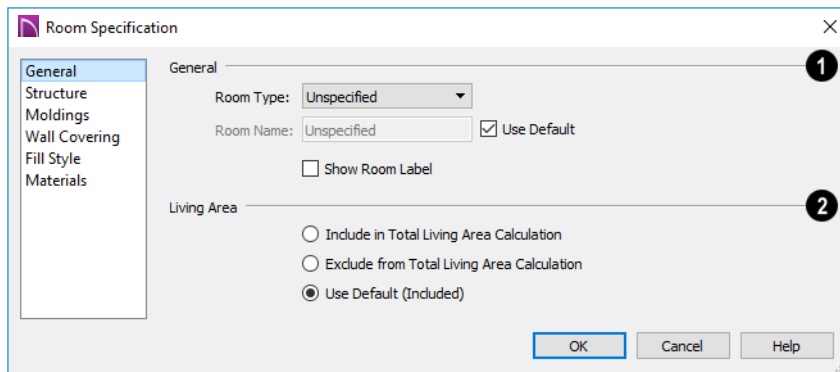 Room Specification
General
Structure
Moldings
Wall Covering
Fill Style
Materials
General 1
Room Type: Unspecified
Room Name: Unspecified Use Default
Show Room Label
Living Area 2
Include in Total Living Area Calculation
Exclude from Total Living Area Calculation
Use Default (Included)
OK Cancel Help